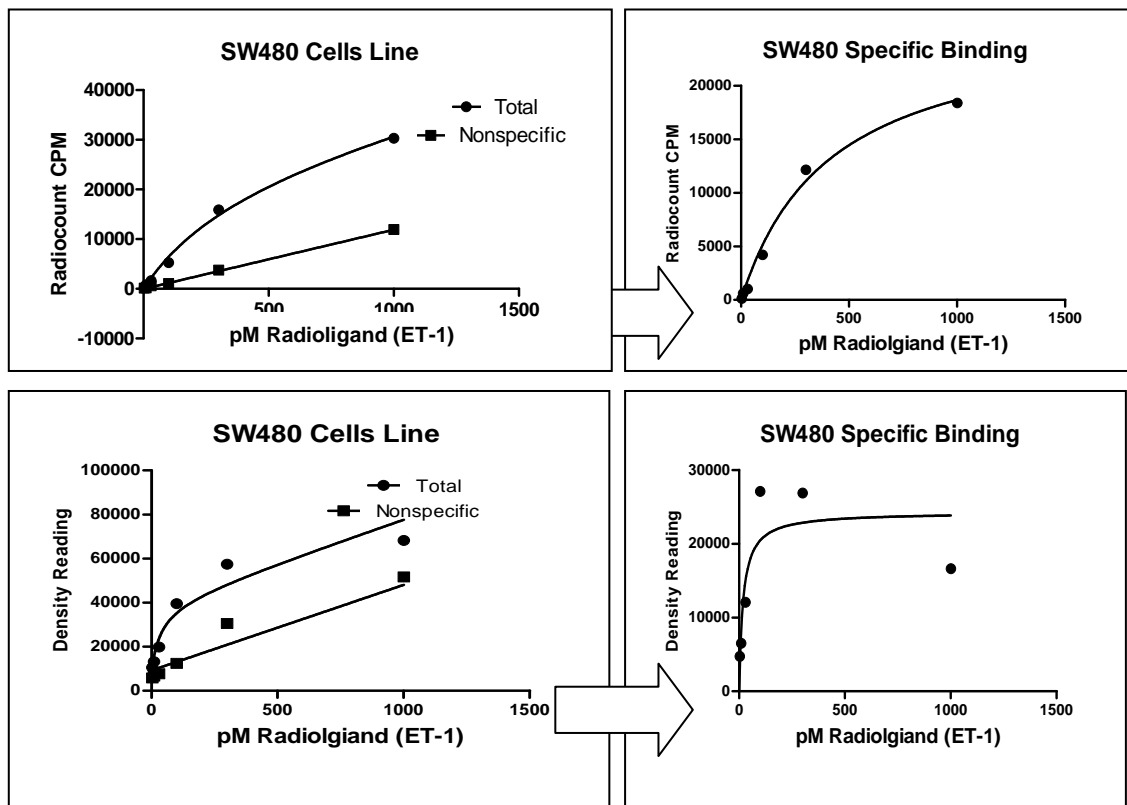 SW480 Cells Line
40000
30000
20000
10000
0
-10000
Radiocount CPM
Total
Nonspecific
500
1000
1500
pM Radioligand (ET-1)
SW480 Specific Binding
20000
15000
10000
5000
0
Radiocount CPM
0
500
1000
1500
pM Radiolgiand (ET-1)
SW480 Cells Line
100000
80000
60000
40000
20000
0
Density Reading
Total
Nonspecific
0
500
1000
1500
pM Radiolgiand (ET-1)
SW480 Specific Binding
30000
20000
10000
0
Density Reading
0
500
1000
1500
pM Radiolgiand (ET-1)